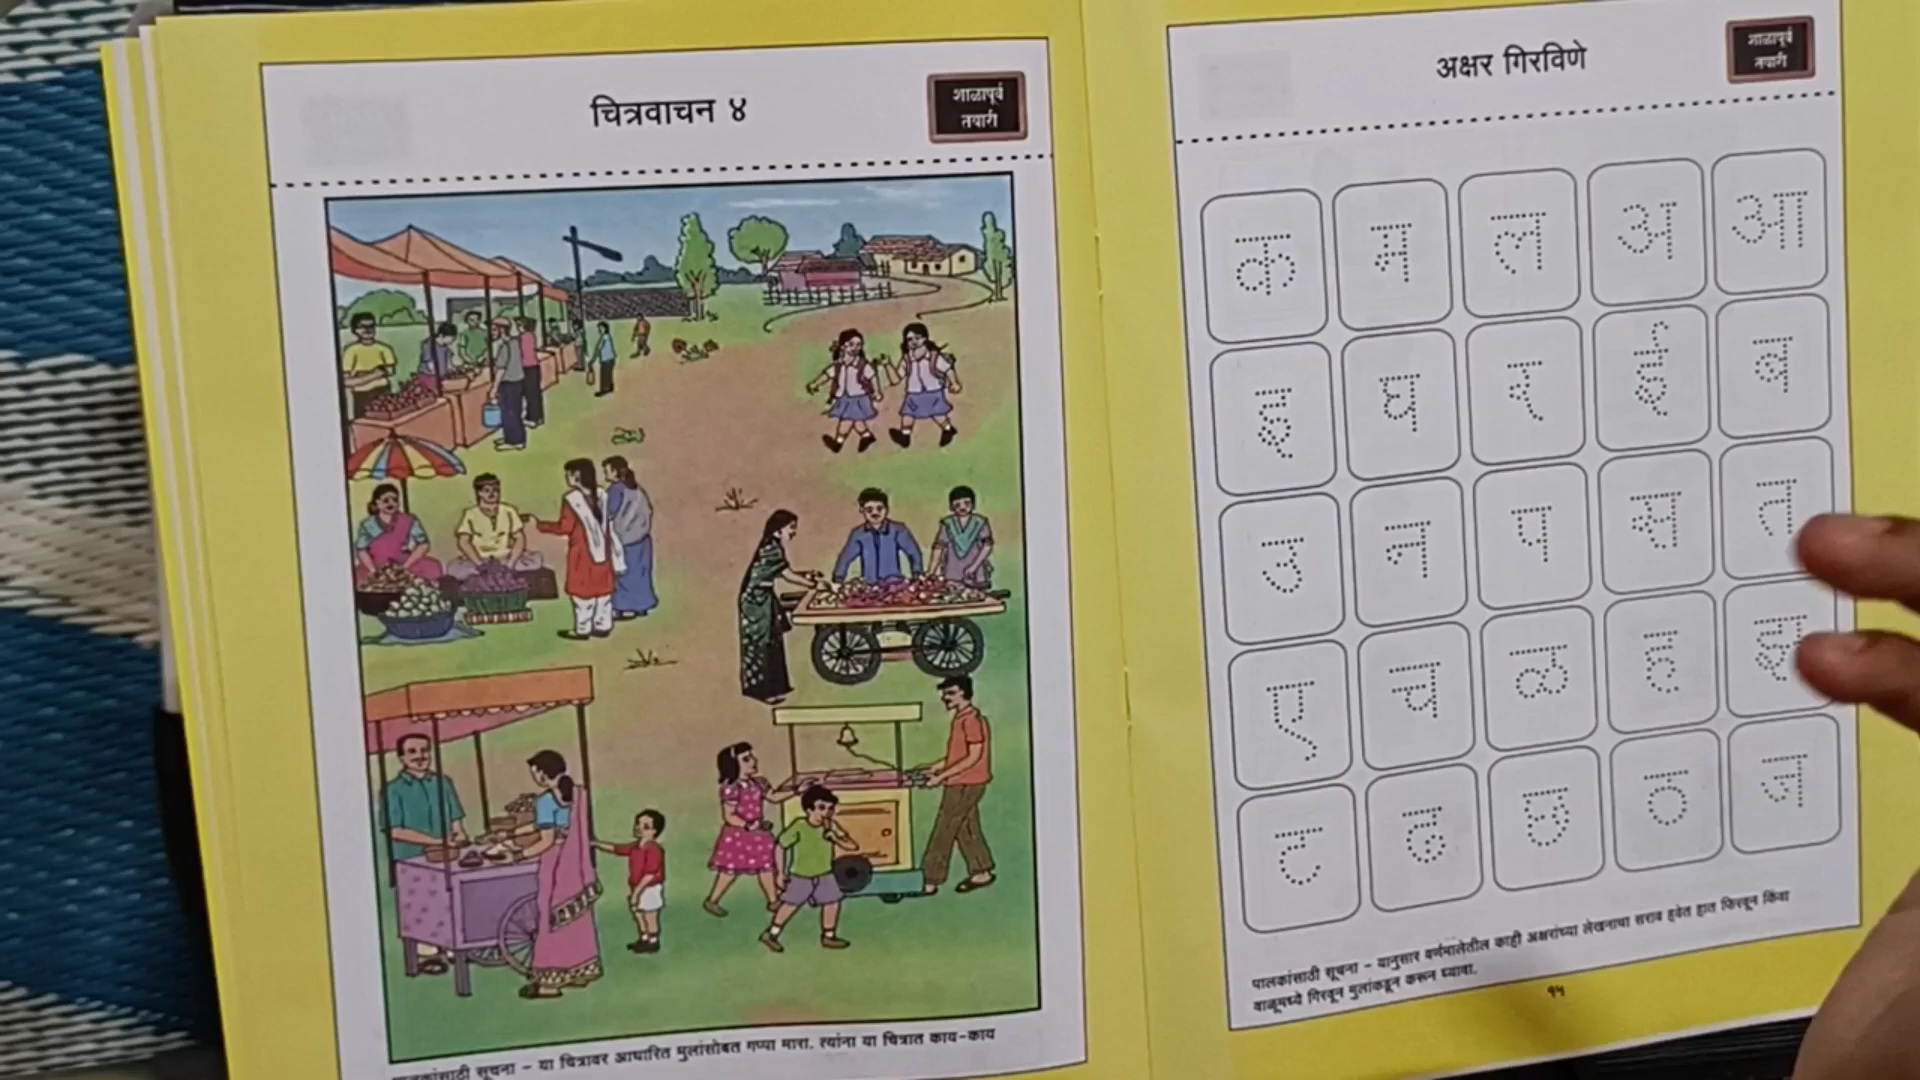 चित्रवाचन ४
शाळापूर्व
तयारी
पालकांसाठी सूचना - या चित्रावर आधारित मुलांसोबत गप्पा मारा. त्यांना या चित्रात काय-काय
अक्षर गिरविणे
शाळापूर्व
तयारी
क म ल अ आ
इ घ र ई ब
उ न प स त
ए च ळ ह झ
ट ढ छ ठ ज
पालकांसाठी सूचना - यानुसार वर्णमालेतील काही अक्षरांच्या लेखनाचा सराव हवेत हात फिरवून किंवा
वाळूमध्ये गिरवून मुलांकडून करून घ्यावा.
१५